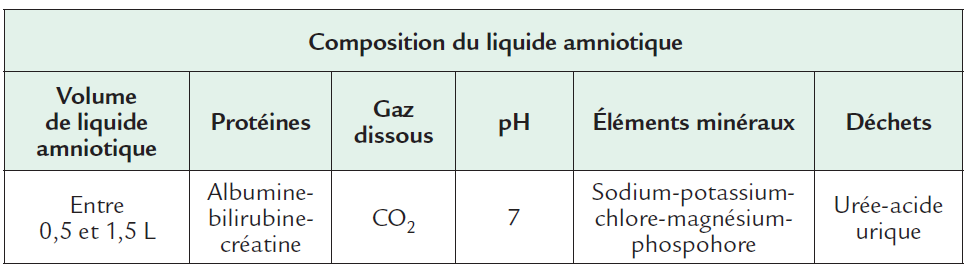 Composition du liquide amniotique
Volume
de liquide
amniotique
Protéines
Gaz
dissous
pH
Éléments minéraux
Déchets
Entre
0,5 et 1,5 L
Albumine-
bilirubine-
créatine
CO₂
7
Sodium-potassium-
chlore-magnésium-
phospohore
Urée-acide
urique